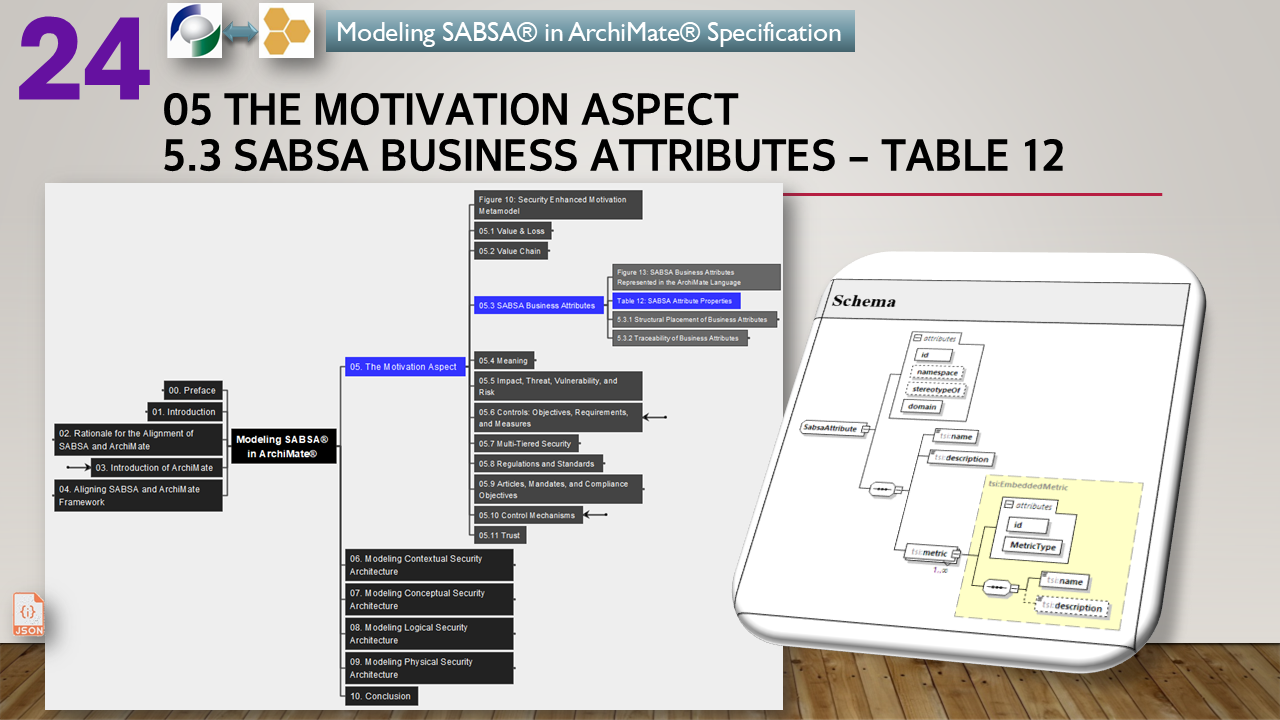 24
Modeling SABSA® in ArchiMate® Specification
05 THE MOTIVATION ASPECT
5.3 SABSA BUSINESS ATTRIBUTES – TABLE 12
Modeling SABSA®
in ArchiMate®
00. Preface
01. Introduction
02. Rationale for the Alignment of
SABSA and ArchiMate
03. Introduction of ArchiMate
04. Aligning SABSA and ArchiMate
Framework
05. The Motivation Aspect
Figure 10: Security Enhanced Motivation
Metamodel
05.1 Value & Loss
05.2 Value Chain
05.3 SABSA Business Attributes
Figure 13: SABSA Business Attributes
Represented in the ArchiMate Language
Table 12: SABSA Attribute Properties
5.3.1 Structural Placement of Business Attributes
5.3.2 Traceability of Business Attributes
05.4 Meaning
05.5 Impact, Threat, Vulnerability, and
Risk
05.6 Controls: Objectives, Requirements,
and Measures
05.7 Multi-Tiered Security
05.8 Regulations and Standards
05.9 Articles, Mandates, and Compliance
Objectives
05.10 Control Mechanisms
05.11 Trust
06. Modeling Contextual Security
Architecture
07. Modeling Conceptual Security
Architecture
08. Modeling Logical Security
Architecture
09. Modeling Physical Security
Architecture
10. Conclusion
Schema
attributes
id
namespace
stereotypeOf
domain
SabsaAttribute
tsi:name
tsi:description
tsi:EmbeddedMetric
attributes
id
MetricType
tsi:metric
1..∞
tsi:name
tsi:description
{i}
JSON